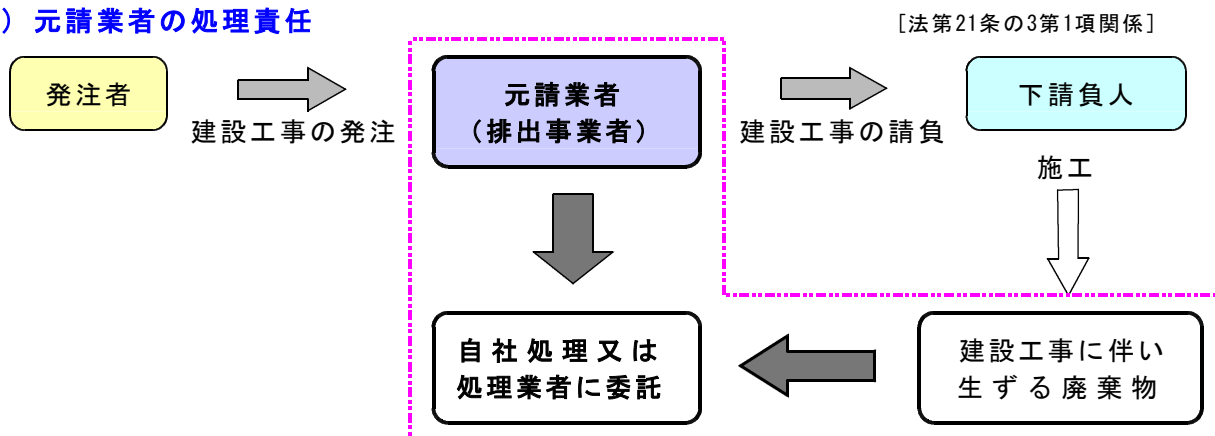 ）元請業者の処理責任
［法第21条の3第1項関係］
発注者
建設工事の発注
元請業者
（排出事業者）
建設工事の請負
下請負人
施工
自社処理又は
処理業者に委託
建設工事に伴い
生ずる廃棄物